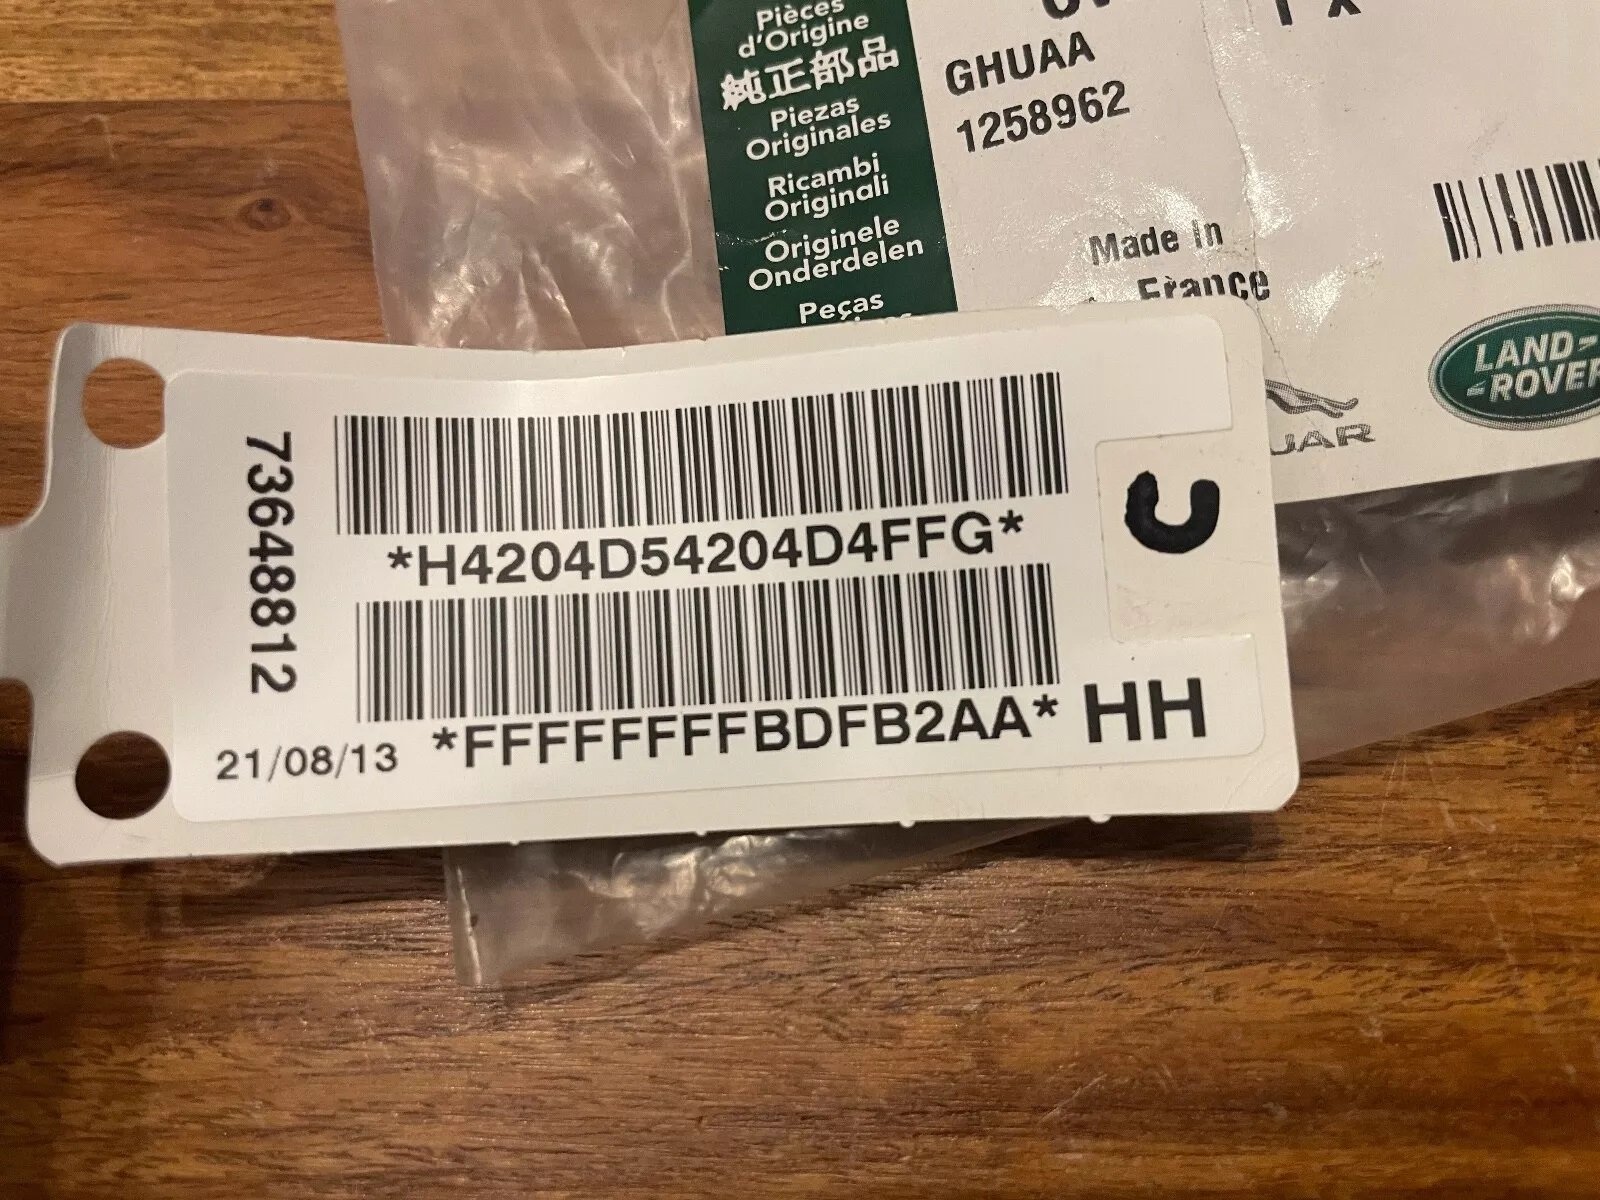 Pièces
d'Origine
純正部品
Piezas
Originales
Ricambi
Originali
Originele
Onderdelen
Peças
GHUAA
1258962
1 x
Made In
France
LAND-
-ROVER
UAR
73648812
*H4204D54204D4FFG*
*FFFFFFFFBDFB2AA*
HH
21/08/13
C